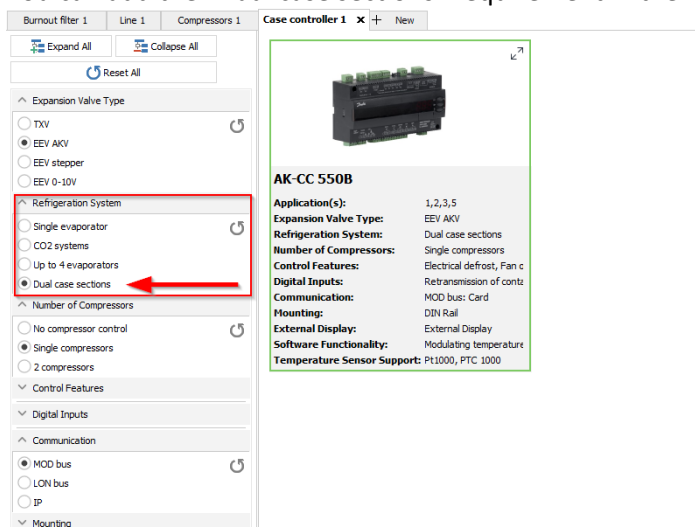 Burnout filter 1 Line 1 Compressors 1 Case controller 1 x + New
Expand All Collapse All
Reset All
Expansion Valve Type
TXV
EEV AKV
EEV stepper
EEV 0-10V
Refrigeration System
Single evaporator
CO2 systems
Up to 4 evaporators
Dual case sections
Number of Compressors
No compressor control
Single compressors
2 compressors
Control Features
Digital Inputs
Communication
MOD bus
LON bus
IP
Mounting
AK-CC 550B
Application(s): 1,2,3,5
Expansion Valve Type: EEV AKV
Refrigeration System: Dual case sections
Number of Compressors: Single compressors
Control Features: Electrical defrost, Fan c
Digital Inputs: Retransmission of conta
Communication: MOD bus: Card
Mounting: DIN Rail
External Display: External Display
Software Functionality: Modulating temperature
Temperature Sensor Support: Pt1000, PTC 1000